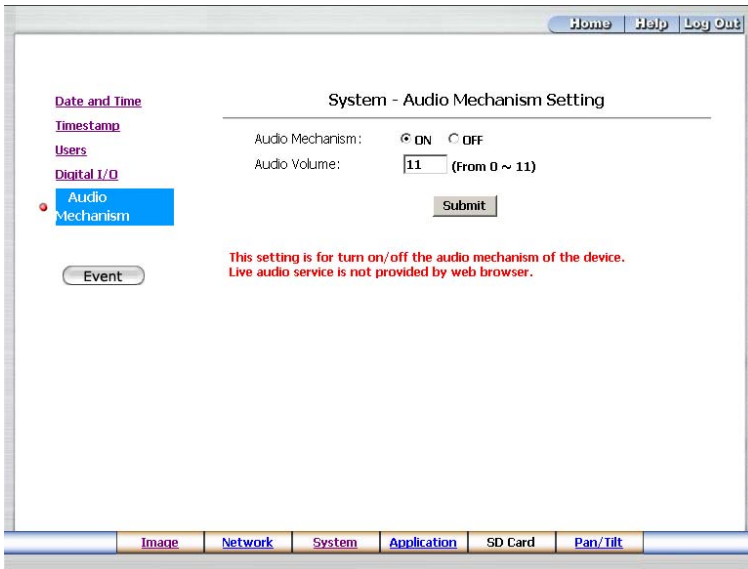 Home Help Log Out
Date and Time
Timestamp
Users
Digital I/O
Audio
Mechanism
Event
System - Audio Mechanism Setting
Audio Mechanism: ON OFF
Audio Volume: 11 (From 0 ~ 11)
Submit
This setting is for turn on/off the audio mechanism of the device.
Live audio service is not provided by web browser.
Image Network System Application SD Card Pan/Tilt